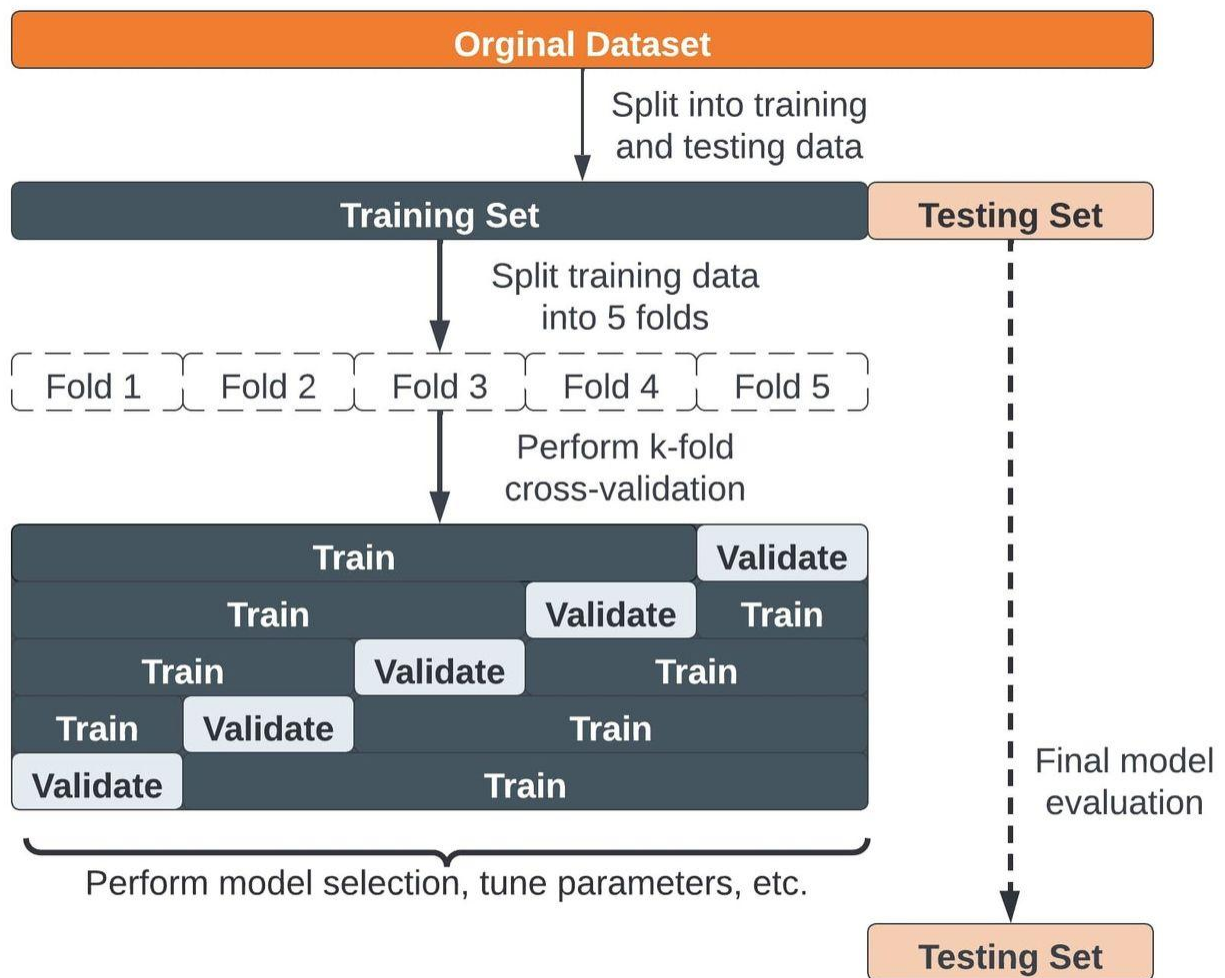 Orginal Dataset
Split into training
and testing data
Training Set
Testing Set
Split training data
into 5 folds
Fold 1
Fold 2
Fold 3
Fold 4
Fold 5
Perform k-fold
cross-validation
Train
Validate
Train
Validate
Train
Train
Validate
Train
Train
Validate
Train
Validate
Train
Final model
evaluation
Perform model selection, tune parameters, etc.
Testing Set